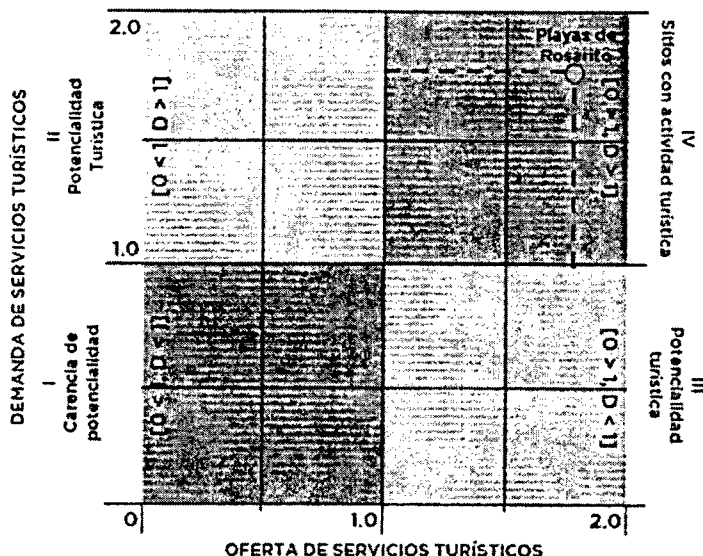 DEMANDA DE SERVICIOS TURÍSTICOS
II
Potencialidad
Turística
I
Carencia de
potencialidad
2.0
1.0
[O < 1, D > 1]
[O < 1, D < 1]
Playas de
Rosarito
[O > 1, D > 1]
[O > 1, D < 1]
IV
Sitios con actividad turística
III
Potencialidad
turística
0
1.0
2.0
OFERTA DE SERVICIOS TURÍSTICOS